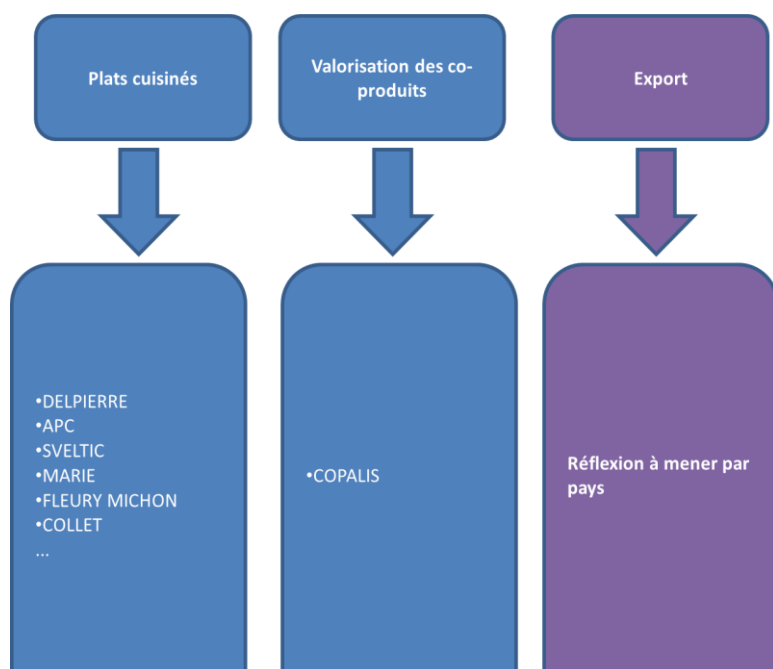 Plats cuisinés
Valorisation des co-
produits
Export
•DELPIERRE
•APC
•SVELTIC
•MARIE
•FLEURY MICHON
•COLLET
...
•COPALIS
Réflexion à mener par
pays